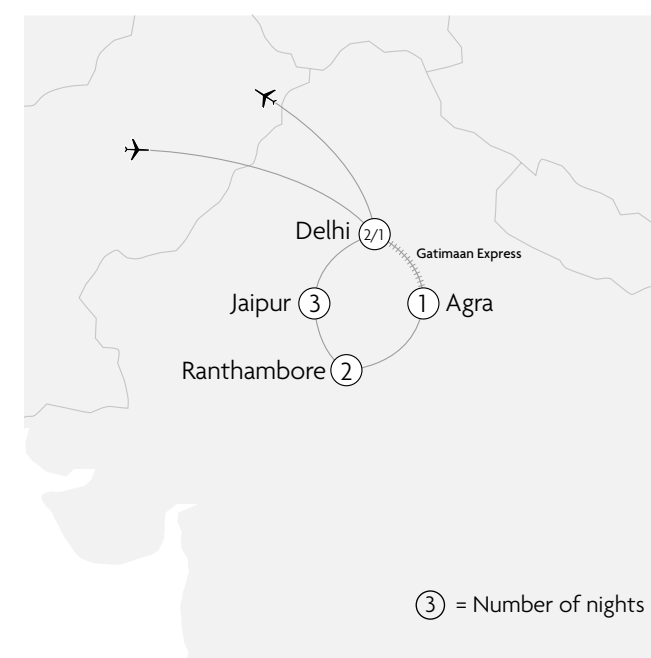 Delhi 2/1
Gatimaan Express
Jaipur 3
1 Agra
Ranthambore 2
3 = Number of nights